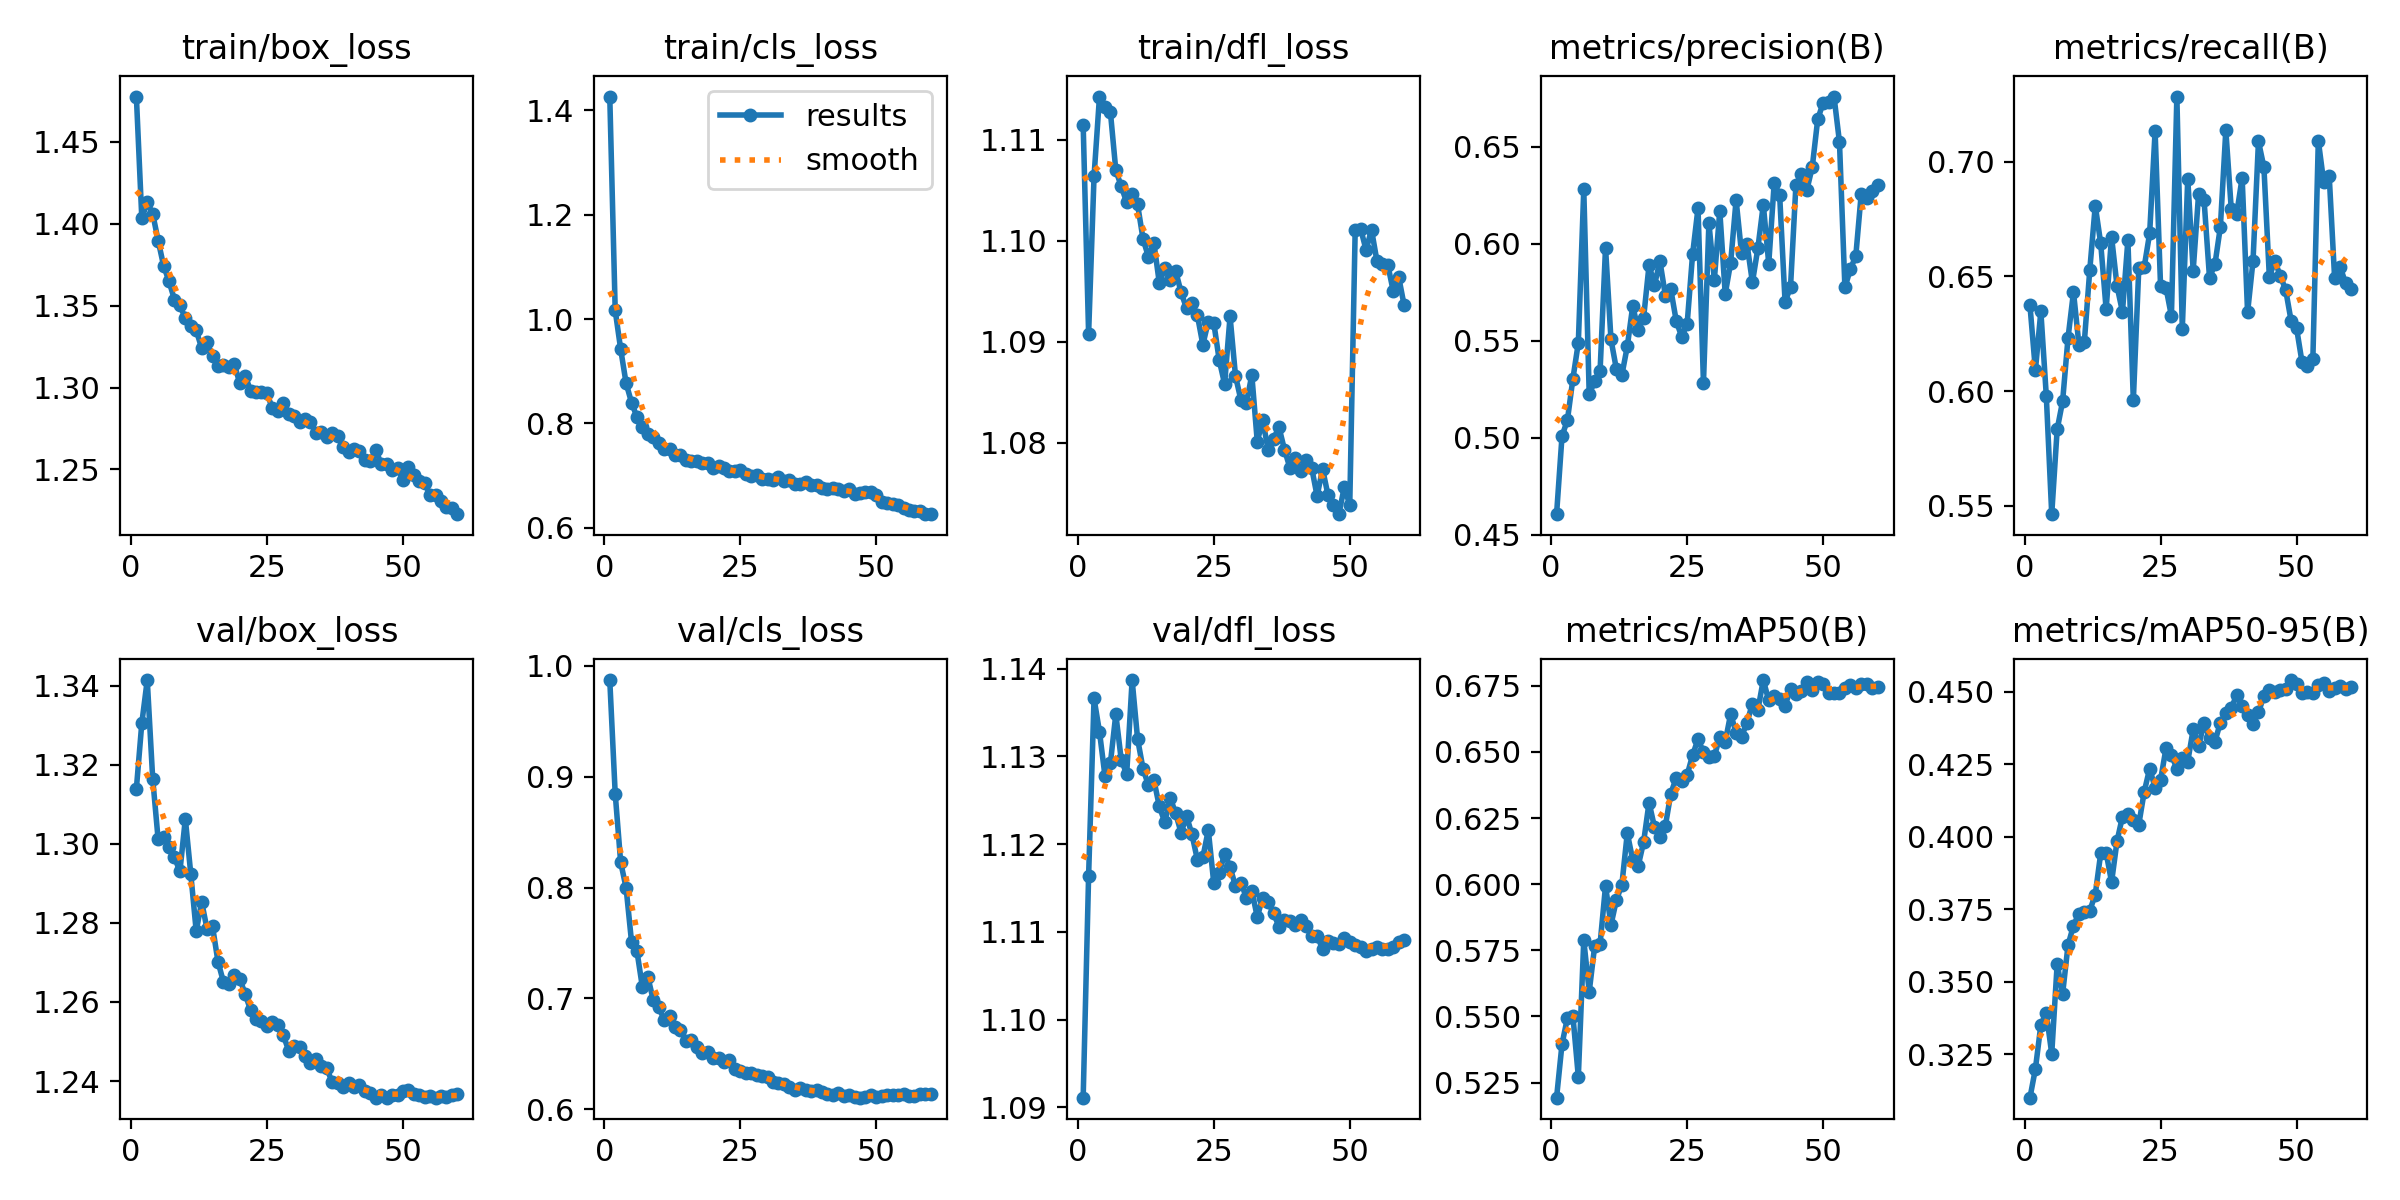 train/box_loss
1.45
1.40
1.35
1.30
1.25
0 25 50
train/cls_loss
results
smooth
1.4
1.2
1.0
0.8
0.6
0 25 50
train/dfl_loss
1.11
1.10
1.09
1.08
0 25 50
metrics/precision(B)
0.65
0.60
0.55
0.50
0.45
0 25 50
metrics/recall(B)
0.70
0.65
0.60
0.55
0 25 50
val/box_loss
1.34
1.32
1.30
1.28
1.26
1.24
0 25 50
val/cls_loss
1.0
0.9
0.8
0.7
0.6
0 25 50
val/dfl_loss
1.14
1.13
1.12
1.11
1.10
1.09
0 25 50
metrics/mAP50(B)
0.675
0.650
0.625
0.600
0.575
0.550
0.525
0 25 50
metrics/mAP50-95(B)
0.450
0.425
0.400
0.375
0.350
0.325
0 25 50